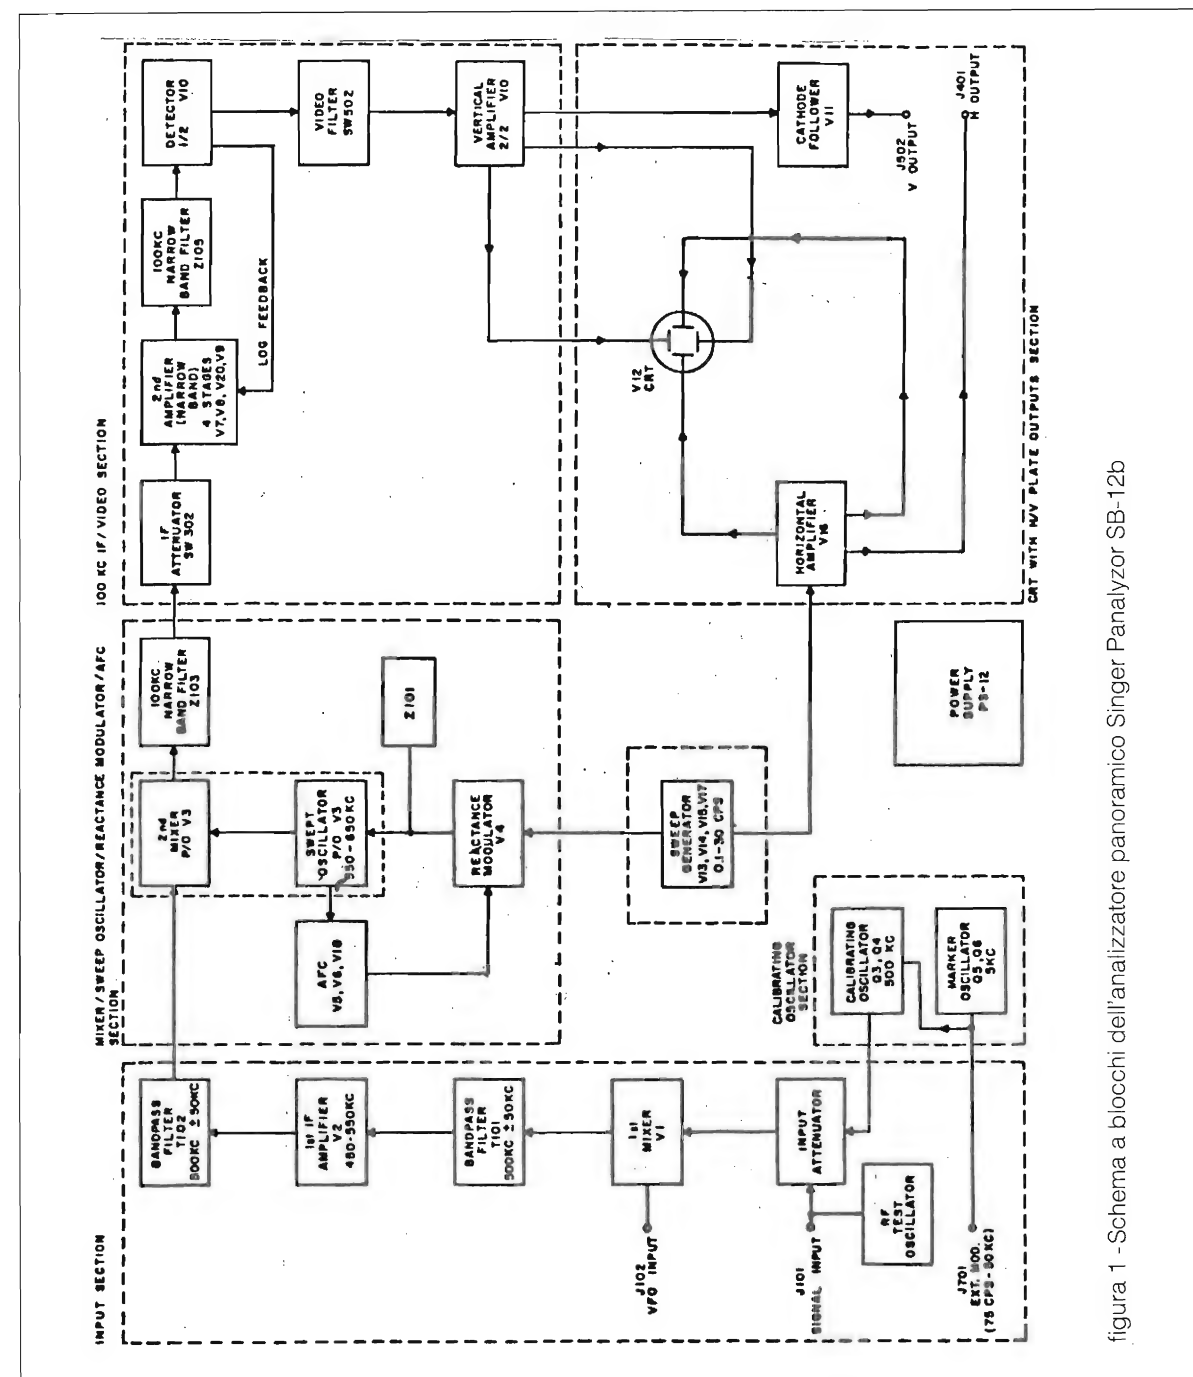 INPUT SECTION
BANDPASS
FILTER
T102
500KC ± 50KC
1st IF
AMPLIFIER
V2
450-550KC
BANDPASS
FILTER
T101
500KC ± 50KC
1st
MIXER
V1
INPUT
ATTENUATOR
RF
TEST
OSCILLATOR
J102
VFO INPUT
J101
SIGNAL INPUT
J701
EXT. MOD.
(75 CPS-80KC)
MIXER/SWEEP OSCILLATOR/REACTANCE MODULATOR/AFC
SECTION
2nd
MIXER
P/O V3
100KC
NARROW
BAND FILTER
Z103
SWEPT
OSCILLATOR
P/O V3
550-650KC
Z101
AFC
V5, V6, V18
REACTANCE
MODULATOR
V4
SWEEP
GENERATOR
V13, V14, V15, V17
0.1-30 CPS
CALIBRATING
OSCILLATOR
SECTION
CALIBRATING
OSCILLATOR
Q3, Q4
500 KC
MARKER
OSCILLATOR
Q5, Q6
5KC
POWER
SUPPLY
PS-12
100 KC IF/VIDEO SECTION
IF
ATTENUATOR
SW 302
2nd
AMPLIFIER
(NARROW
BAND)
4 STAGES
V7, V8, V20, V9
100KC
NARROW
BAND FILTER
Z105
DETECTOR
1/2 V10
LOG FEEDBACK
VIDEO
FILTER
SW502
VERTICAL
AMPLIFIER
2/2 V10
CATHODE
FOLLOWER
V11
J502
V OUTPUT
J401
H OUTPUT
V12
CRT
HORIZONTAL
AMPLIFIER
V16
CRT WITH H/V PLATE OUTPUTS SECTION
figura 1 - Schema a blocchi dell'analizzatore panoramico Singer Panalyzor SB-12b